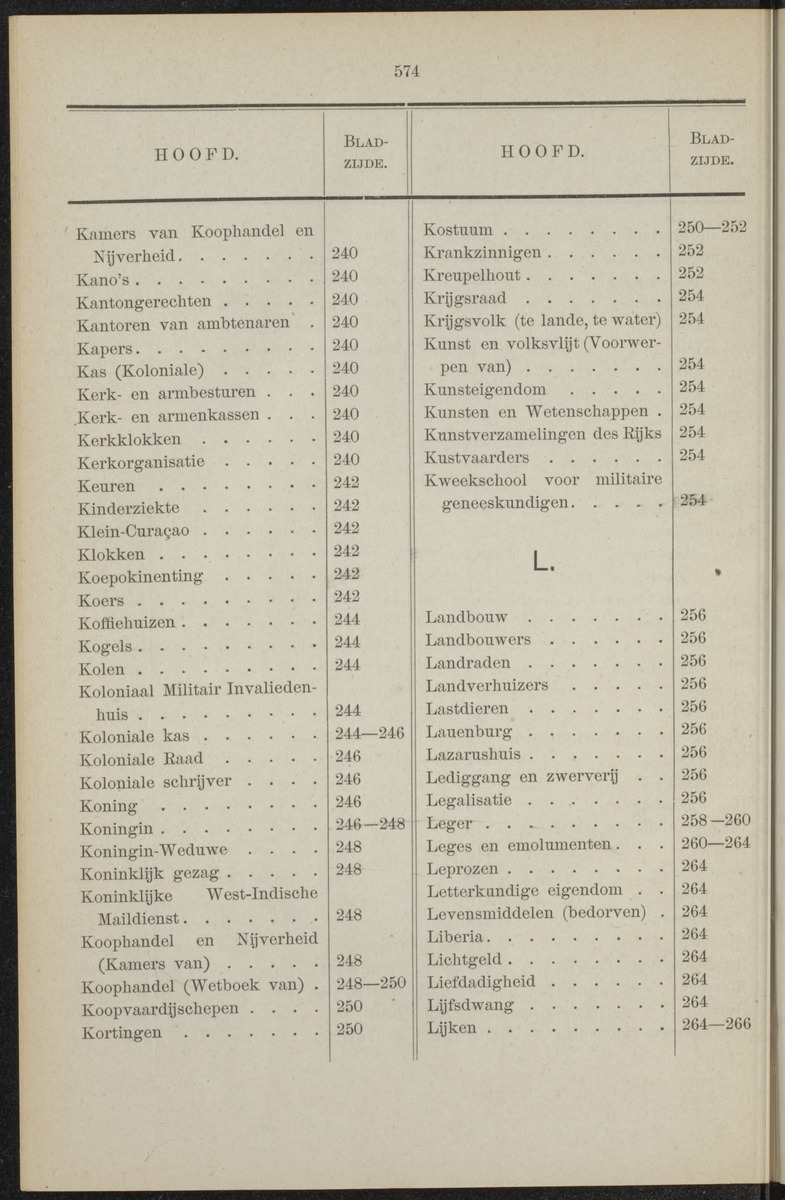 574
HOOFD.
BLAD-
ZIJDE.
Kamers van Koophandel en
Nijverheid. . . . . . . 240
Kano's . . . . . . . . . 240
Kantongerechten . . . . . 240
Kantoren van ambtenaren . 240
Kapers. . . . . . . . . 240
Kas (Koloniale) . . . . . 240
Kerk- en armbesturen . . . 240
Kerk- en armenkassen . . . 240
Kerkklokken . . . . . . 240
Kerkorganisatie . . . . . 240
Keuren . . . . . . . . 242
Kinderziekte . . . . . . 242
Klein-Curaçao . . . . . . 242
Klokken . . . . . . . . 242
Koepokinenting . . . . . 242
Koers . . . . . . . . . 242
Koffiehuizen . . . . . . . 244
Kogels . . . . . . . . . 244
Kolen . . . . . . . . . 244
Koloniaal Militair Invalieden-
huis . . . . . . . . . 244
Koloniale kas . . . . . . 244—246
Koloniale Raad . . . . . 246
Koloniale schrijver . . . . 246
Koning . . . . . . . . 246
Koningin . . . . . . . . 246—248
Koningin-Weduwe . . . . 248
Koninklijk gezag . . . . . 248
Koninklijke West-Indische
Maildienst. . . . . . . 248
Koophandel en Nijverheid
(Kamers van) . . . . . 248
Koophandel (Wetboek van) . 248—250
Koopvaardijschepen . . . . 250
Kortingen . . . . . . . 250
HOOFD.
BLAD-
ZIJDE.
Kostuum . . . . . . . . 250—252
Krankzinnigen . . . . . . 252
Kreupelhout . . . . . . . 252
Krijgsraad . . . . . . . 254
Krijgsvolk (te lande, te water) 254
Kunst en volksvlijt (Voorwer-
pen van) . . . . . . . 254
Kunsteigendom . . . . . 254
Kunsten en Wetenschappen . 254
Kunstverzamelingen des Rijks 254
Kustvaarders . . . . . . 254
Kweekschool voor militaire
geneeskundigen. . . . . 254
L.
Landbouw . . . . . . . 256
Landbouwers . . . . . . 256
Landraden . . . . . . . 256
Landverhuizers . . . . . 256
Lastdieren . . . . . . . 256
Lauenburg . . . . . . . 256
Lazarushuis . . . . . . . 256
Lediggang en zwerverij . . 256
Legalisatie . . . . . . . 256
Leger . . . . . . . . . 258—260
Leges en emolumenten . . . 260—264
Leprozen . . . . . . . . 264
Letterkundige eigendom . . 264
Levensmiddelen (bedorven) . 264
Liberia. . . . . . . . . 264
Lichtgeld . . . . . . . . 264
Liefdadigheid . . . . . . 264
Lijfsdwang . . . . . . . 264
Lijken . . . . . . . . . 264—266